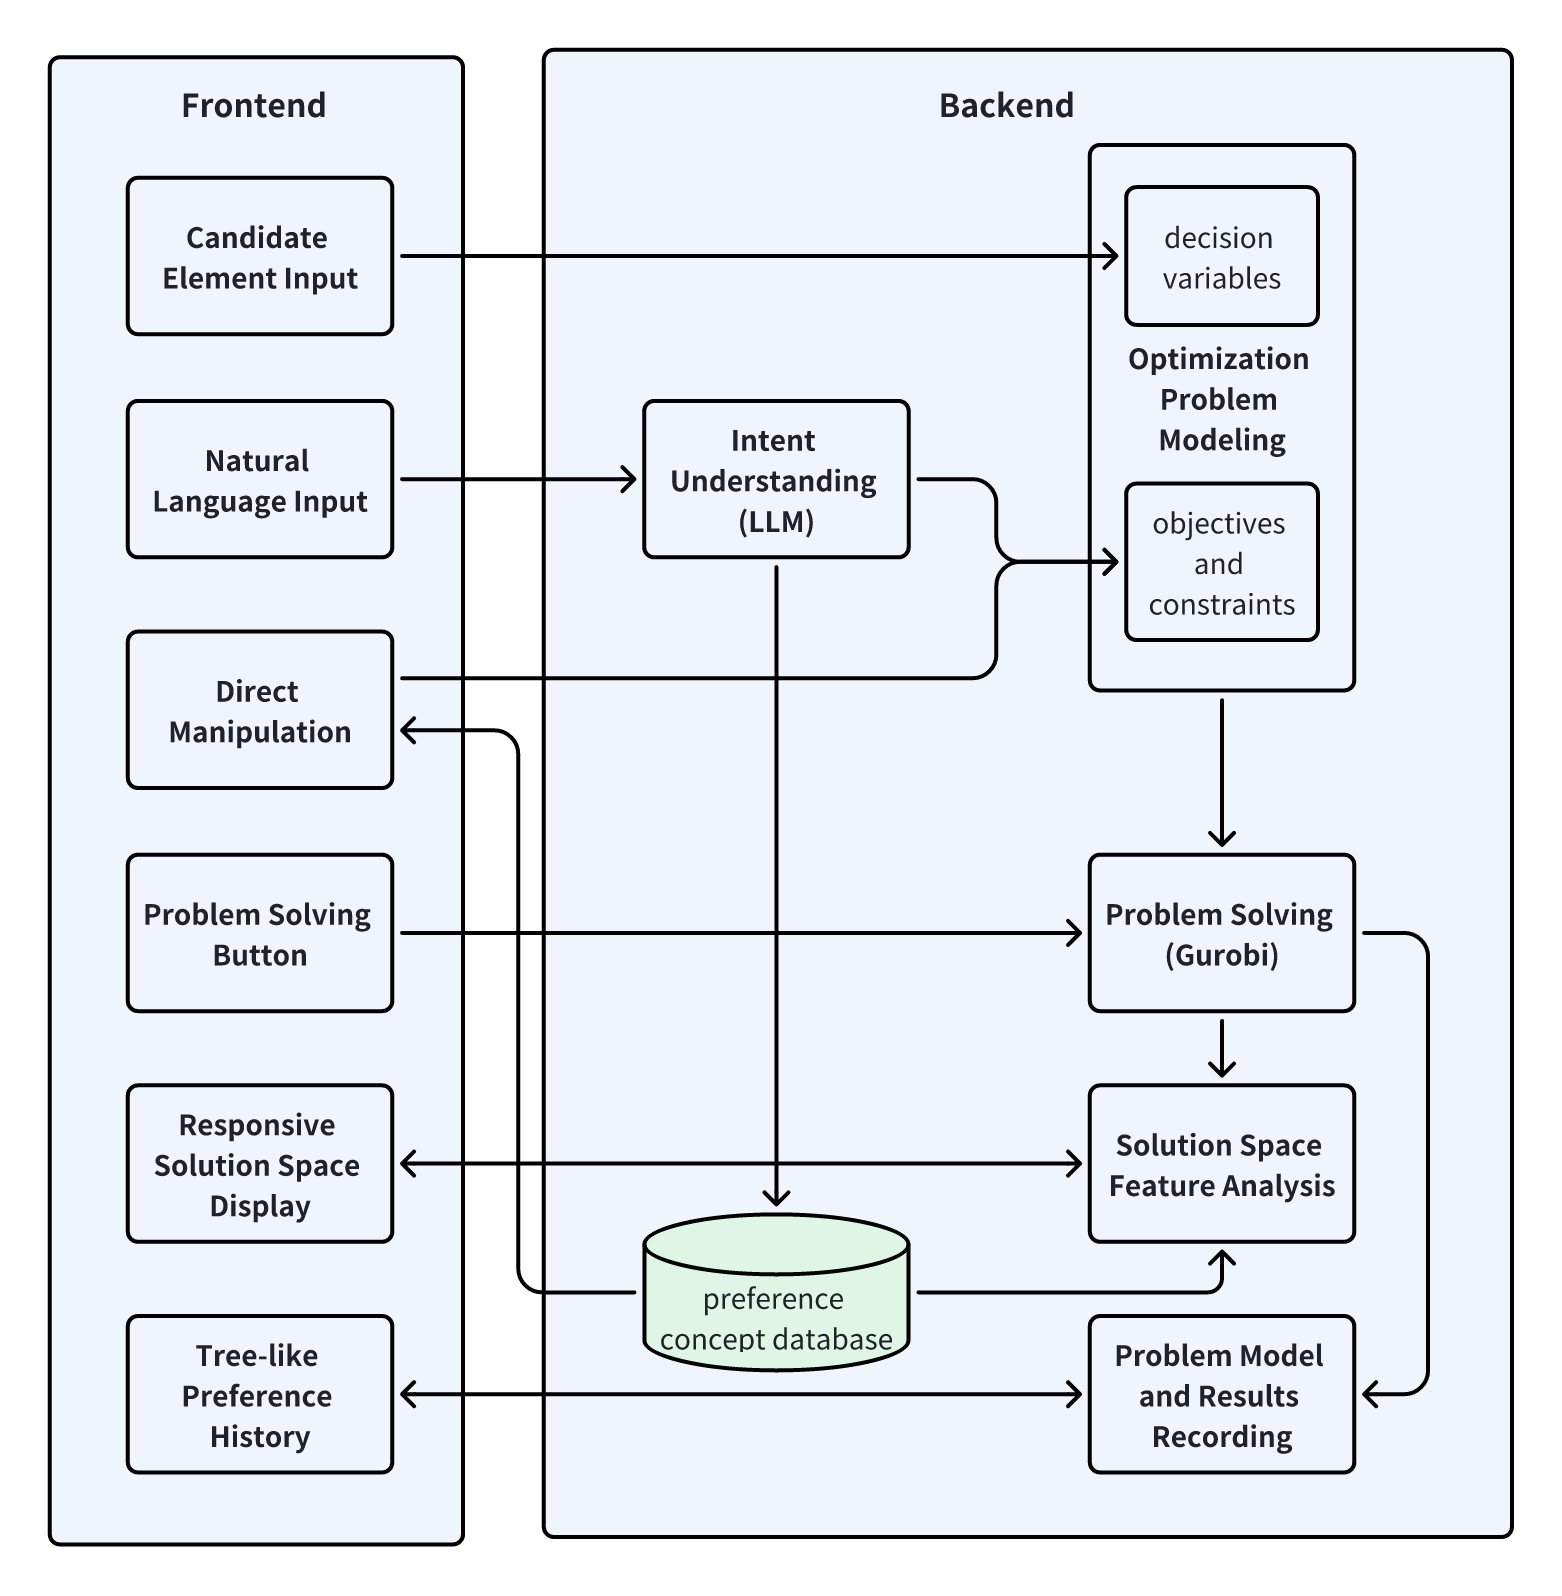 Frontend
Candidate
Element Input
Natural
Language Input
Direct
Manipulation
Problem Solving
Button
Responsive
Solution Space
Display
Tree-like
Preference
History
Backend
decision
variables
Optimization
Problem
Modeling
objectives
and
constraints
Intent
Understanding
(LLM)
Problem Solving
(Gurobi)
Solution Space
Feature Analysis
preference
concept database
Problem Model
and Results
Recording